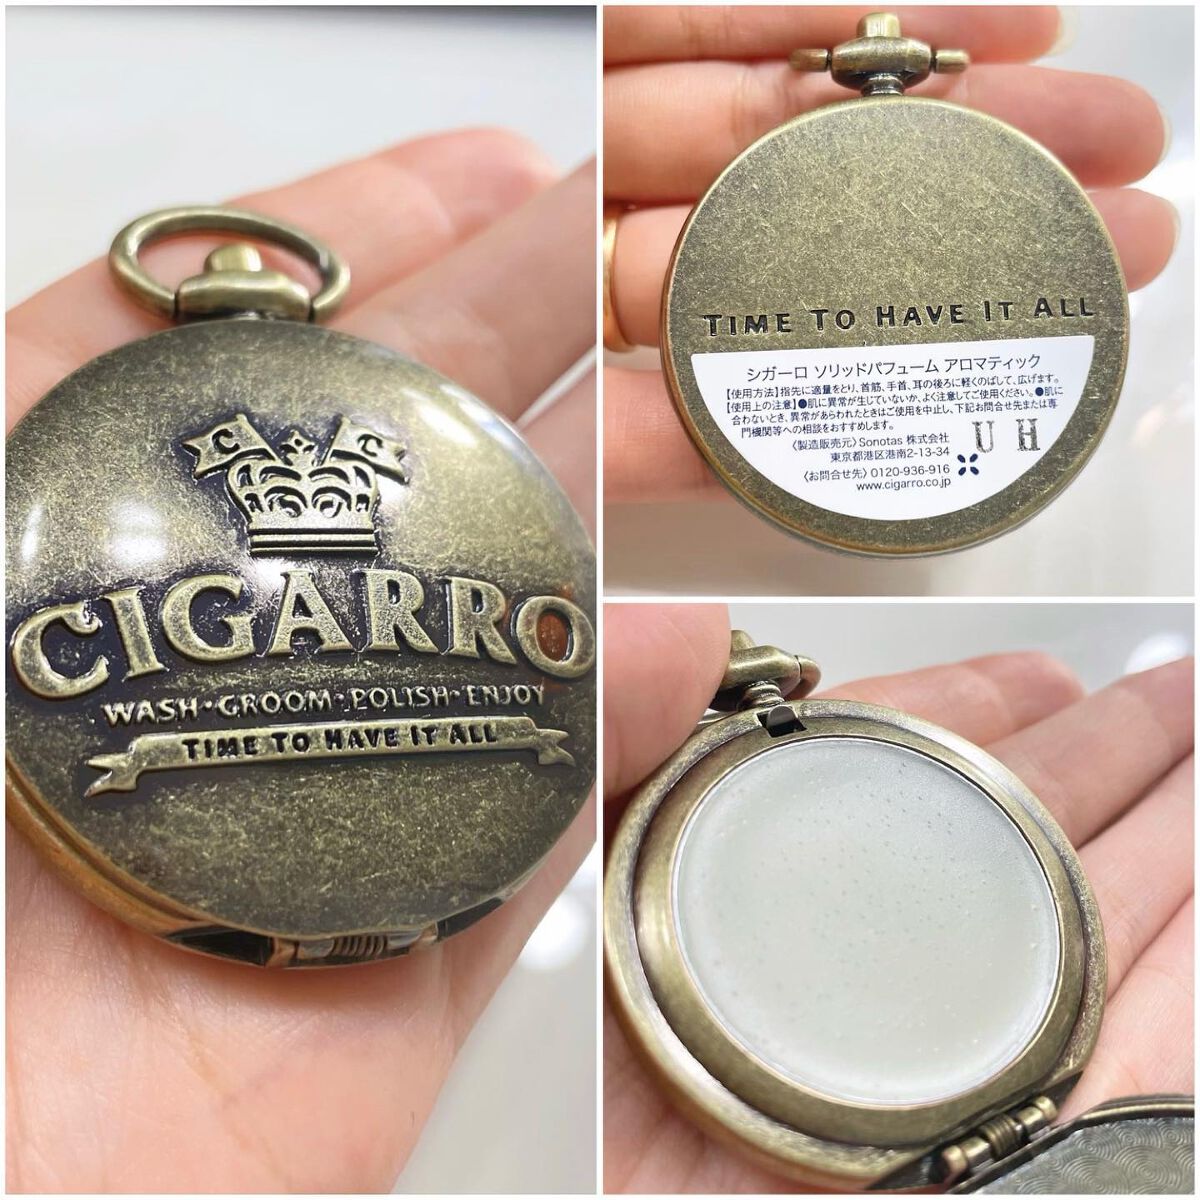 C C
CIGARRO
WASH·GROOM·POLISH·ENJOY
TIME TO HAVE IT ALL
TIME TO HAVE IT ALL
シガーロ ソリッドパフューム アロマティック
【使用方法】指先に適量をとり、首筋、手首、耳の後ろに軽くのばして、広げます。
【使用上の注意】●肌に異常が生じていないか、よく注意してご使用ください。●肌に
合わないとき、異常があらわれたときはご使用を中止し、下記お問合せ先または専
門機関等への相談をおすすめします。
〈製造販売元〉Sonotas 株式会社
東京都港区港南2-13-34
〈お問合せ先〉0120-936-916
www.cigarro.co.jp
U H